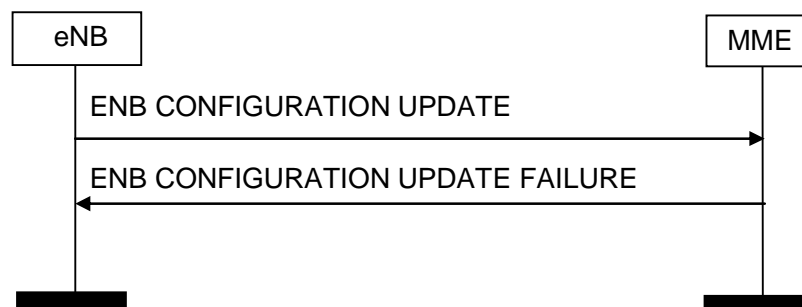 eNB
MME
ENB CONFIGURATION UPDATE
ENB CONFIGURATION UPDATE FAILURE